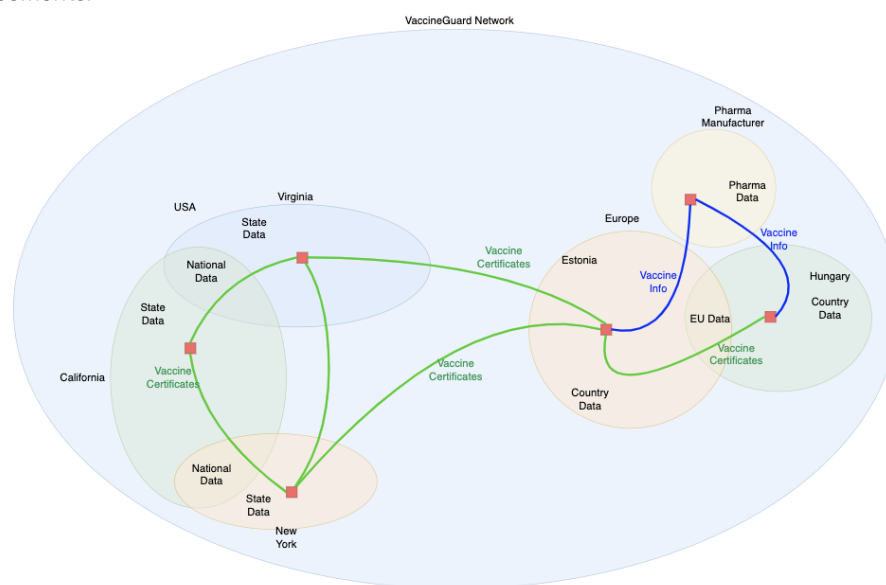 VaccineGuard Network
Pharma
Manufacturer
Pharma
Data
Virginia
USA
State
Data
Europe
Vaccine
Info
Vaccine
Certificates
Estonia
National
Data
Vaccine
Info
Hungary
State
Data
Country
Data
EU Data
Vaccine
Certificates
Vaccine
Certificates
California
Vaccine
Certificates
Country
Data
National
Data
State
Data
New
York